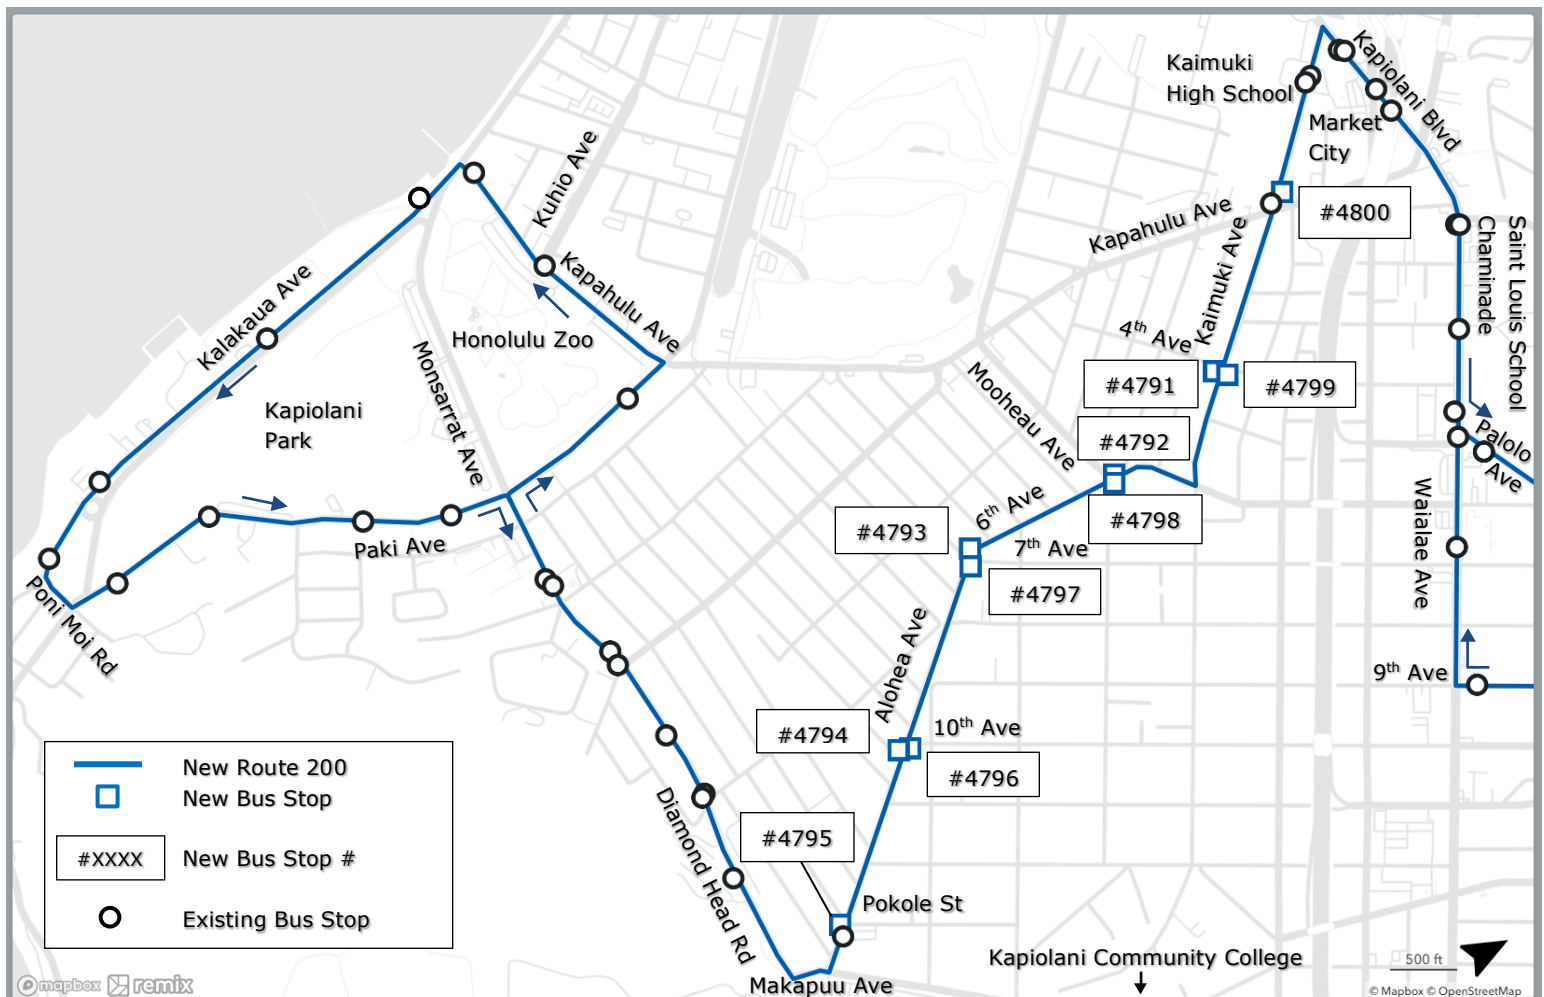 Kaimuki
High School
Kapiolani Blvd
Market
City
#4800
Kuhio Ave
Kapahulu Ave
Kapahulu Ave
Kaimuki Ave
Saint Louis School
Chaminade
Kalakaua Ave
Honolulu Zoo
Monsarrat Ave
4th Ave
#4791
#4799
Mooheau Ave
#4792
Kapiolani
Park
Palolo
Ave
Waialae Ave
6th Ave
#4798
#4793
7th Ave
#4797
Paki Ave
Poni Moi Rd
Alohea Ave
9th Ave
#4794
10th Ave
#4796
New Route 200
New Bus Stop
#XXXX
New Bus Stop #
Existing Bus Stop
Diamond Head Rd
#4795
Pokole St
Makapuu Ave
Kapiolani Community College
500 ft
mapbox
remix
© Mapbox © OpenStreetMap